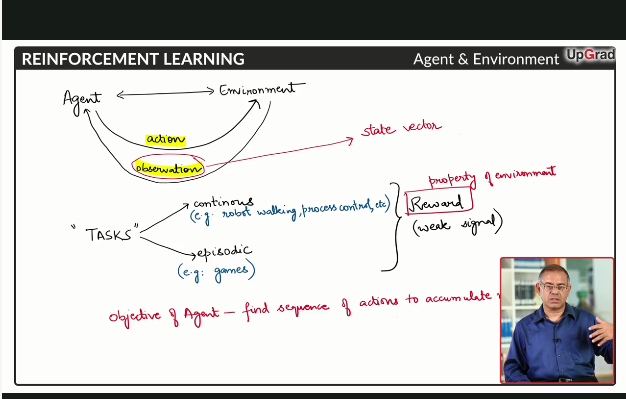 REINFORCEMENT LEARNING
Agent & Environment
UpGrad
Agent
Environment
action
observation
state vector
property of environment
"TASKS"
continous
(e.g. robot walking, process control, etc)
episodic
(e.g: games)
Reward
(weak signal)
Objective of Agent — find sequence of actions to accumulate